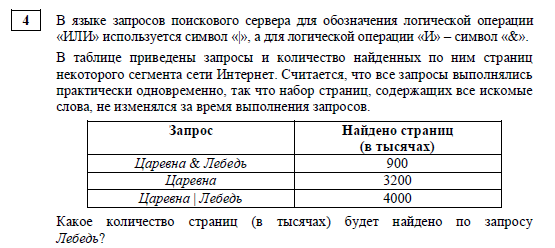 4
В языке запросов поискового сервера для обозначения логической операции
«ИЛИ» используется символ «|», а для логической операции «И» – символ «&».
В таблице приведены запросы и количество найденных по ним страниц
некоторого сегмента сети Интернет. Считается, что все запросы выполнялись
практически одновременно, так что набор страниц, содержащих все искомые
слова, не изменялся за время выполнения запросов.
Запрос Найдено страниц
(в тысячах)
Царевна & Лебедь 900
Царевна 3200
Царевна | Лебедь 4000
Какое количество страниц (в тысячах) будет найдено по запросу
Лебедь?